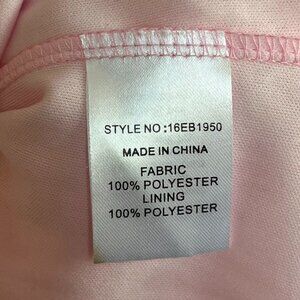 STYLE NO:16EB1950
MADE IN CHINA
FABRIC
100% POLYESTER
LINING
100% POLYESTER